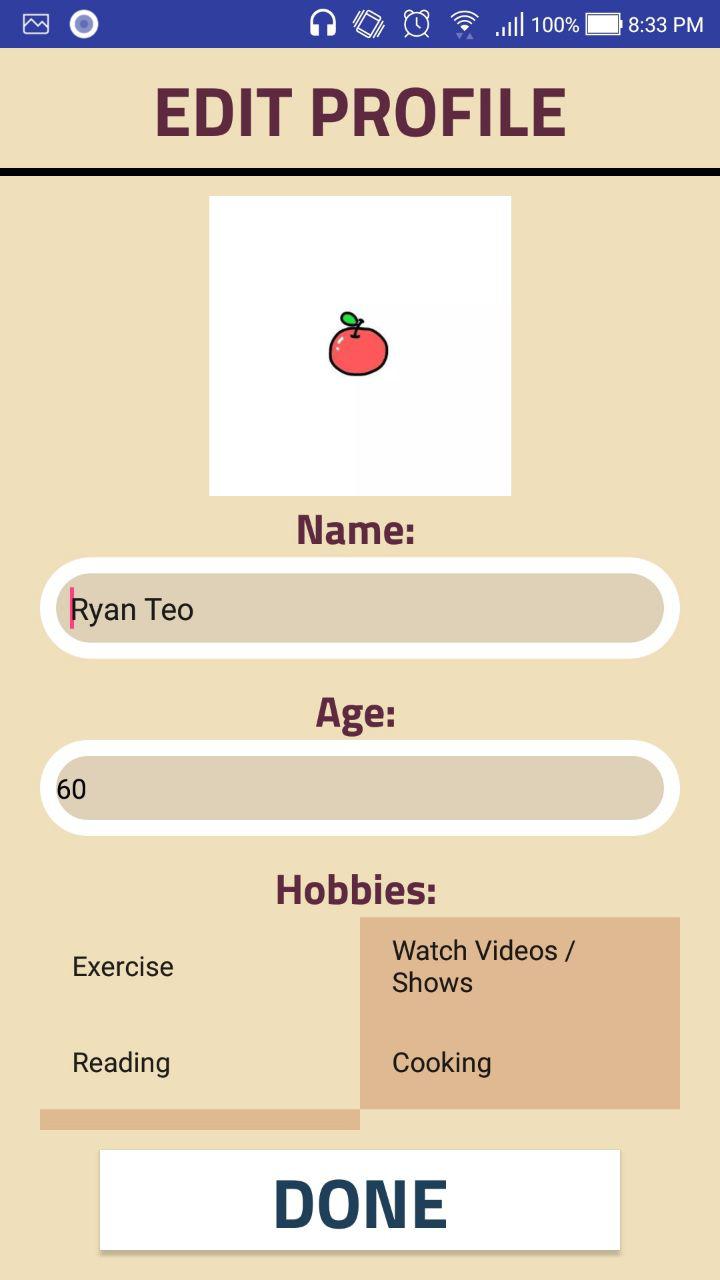 100% 8:33 PM
EDIT PROFILE
Name:
Ryan Teo
Age:
60
Hobbies:
Exercise
Watch Videos /
Shows
Reading
Cooking
DONE